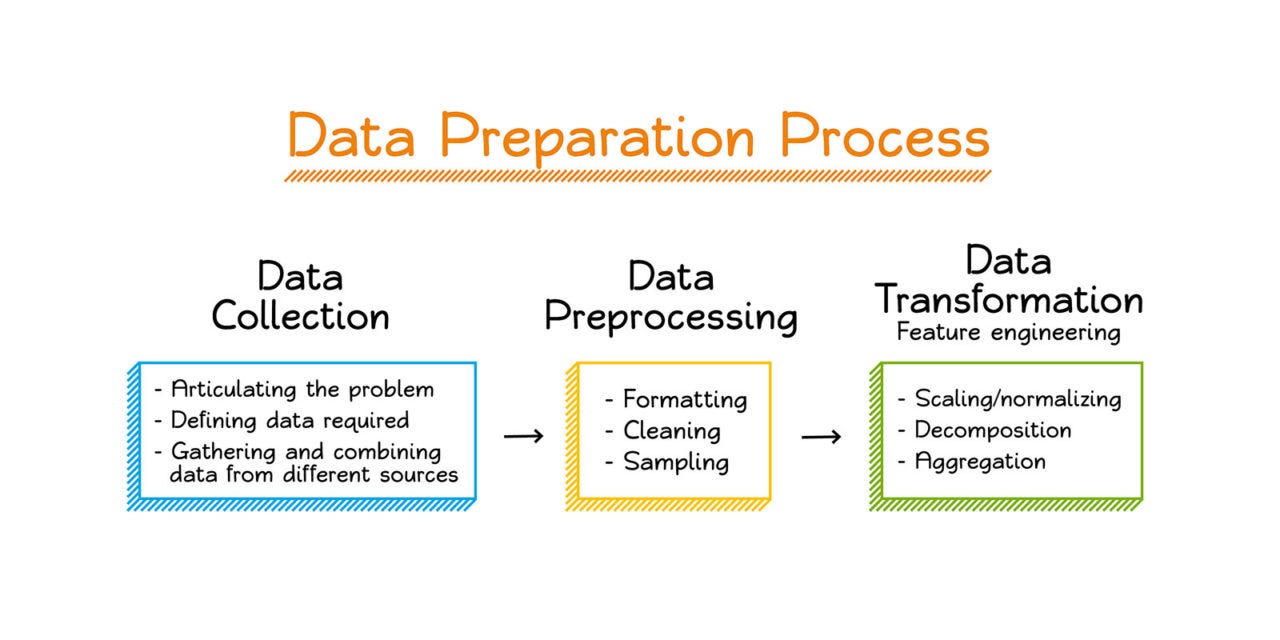 Data Preparation Process
Data
Collection
- Articulating the problem
- Defining data required
- Gathering and combining
data from different sources
Data
Preprocessing
- Formatting
- Cleaning
- Sampling
Data
Transformation
Feature engineering
- Scaling/normalizing
- Decomposition
- Aggregation